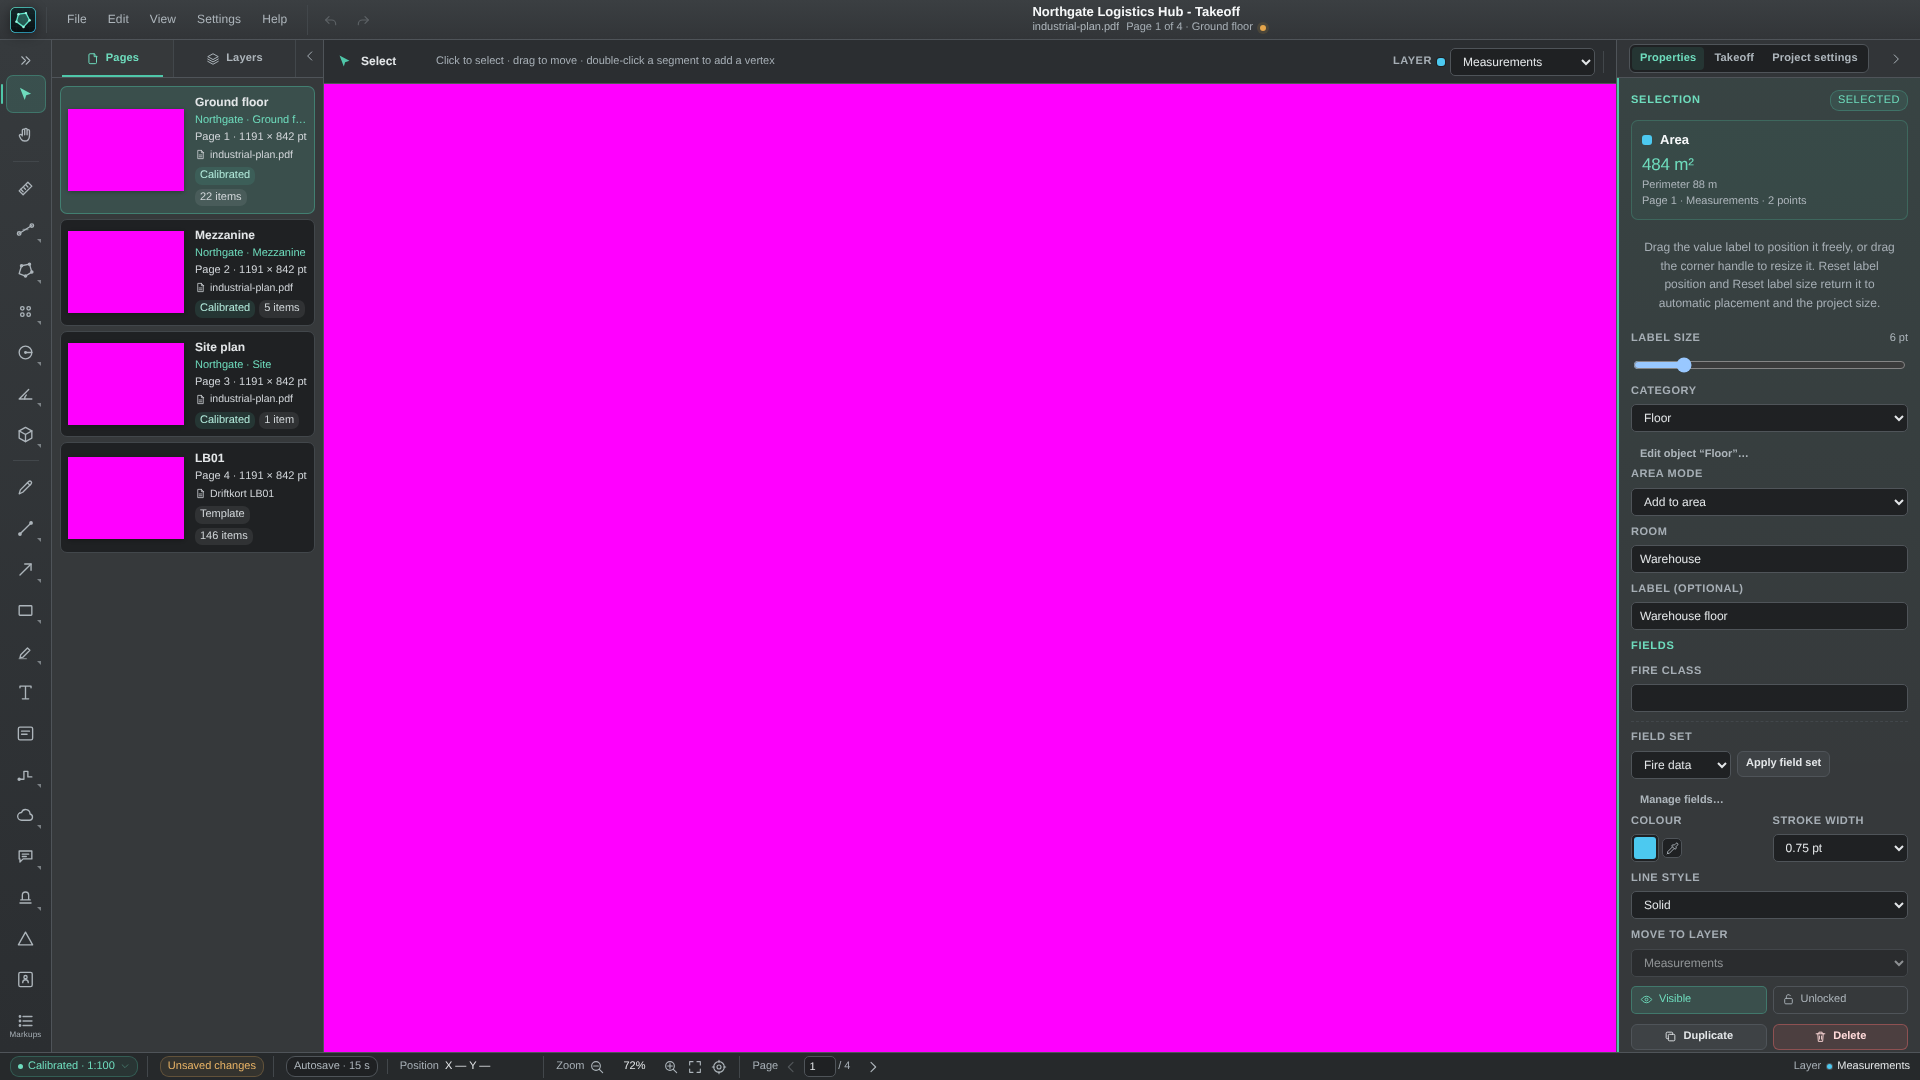 File Edit View Settings Help
Northgate Logistics Hub - Takeoff
industrial-plan.pdf Page 1 of 4 · Ground floor
Pages Layers
Select Click to select · drag to move · double-click a segment to add a vertex LAYER Measurements
Properties Takeoff Project settings
Ground floor
Northgate · Ground f…
Page 1 · 1191 × 842 pt
industrial-plan.pdf
Calibrated
22 items
Mezzanine
Northgate · Mezzanine
Page 2 · 1191 × 842 pt
industrial-plan.pdf
Calibrated 5 items
Site plan
Northgate · Site
Page 3 · 1191 × 842 pt
industrial-plan.pdf
Calibrated 1 item
LB01
Page 4 · 1191 × 842 pt
Driftkort LB01
Template
146 items
Markups
SELECTION SELECTED
Area
484 m²
Perimeter 88 m
Page 1 · Measurements · 2 points
Drag the value label to position it freely, or drag
the corner handle to resize it. Reset label
position and Reset label size return it to
automatic placement and the project size.
LABEL SIZE 6 pt
CATEGORY
Floor
Edit object “Floor”…
AREA MODE
Add to area
ROOM
Warehouse
LABEL (OPTIONAL)
Warehouse floor
FIELDS
FIRE CLASS
FIELD SET
Fire data Apply field set
Manage fields…
COLOUR STROKE WIDTH
0.75 pt
LINE STYLE
Solid
MOVE TO LAYER
Measurements
Visible Unlocked
Duplicate Delete
Calibrated · 1:100 Unsaved changes Autosave · 15 s Position X — Y — Zoom 72% Page 1 / 4 Layer Measurements